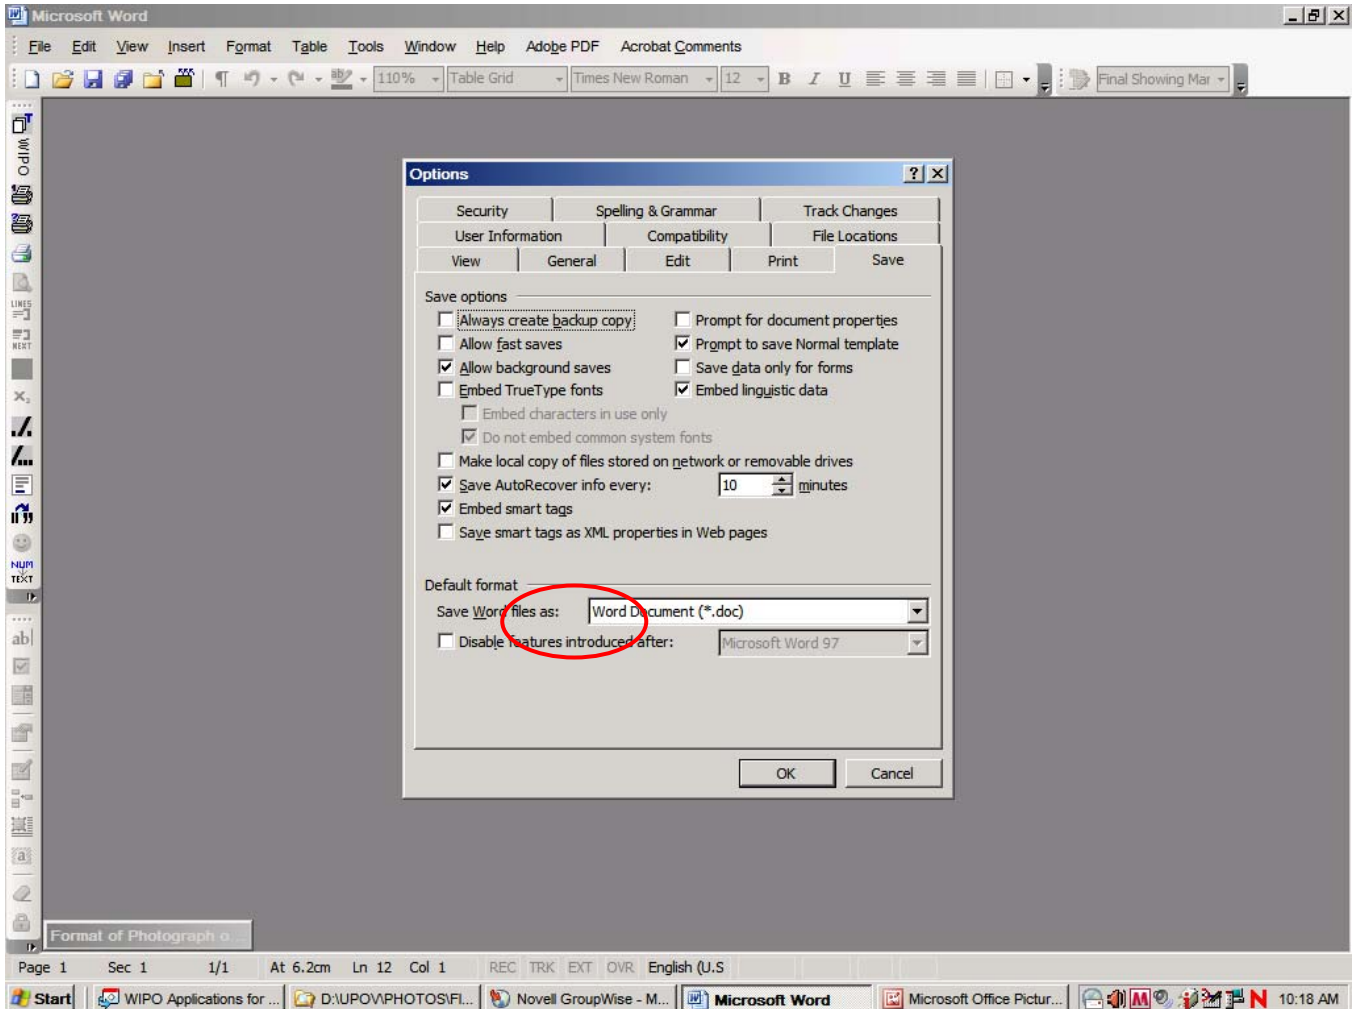 Microsoft Word
File Edit View Insert Format Table Tools Window Help Adobe PDF Acrobat Comments
110% Table Grid Times New Roman 12 B I U Final Showing Mar
WIPO
LINES
NEXT
NUM
TEXT
ab
a
Options
Security Spelling & Grammar Track Changes
User Information Compatibility File Locations
View General Edit Print Save
Save options
Always create backup copy Prompt for document properties
Allow fast saves Prompt to save Normal template
Allow background saves Save data only for forms
Embed TrueType fonts Embed linguistic data
Embed characters in use only
Do not embed common system fonts
Make local copy of files stored on network or removable drives
Save AutoRecover info every: 10 minutes
Embed smart tags
Save smart tags as XML properties in Web pages
Default format
Save Word files as: Word Document (*.doc)
Disable features introduced after: Microsoft Word 97
OK Cancel
Format of Photograph o...
Page 1 Sec 1 1/1 At 6.2cm Ln 12 Col 1 REC TRK EXT OVR English (U.S
Start WIPO Applications for ... D:\UPOV\PHOTOS\FI... Novell GroupWise - M... Microsoft Word Microsoft Office Pictur... M N 10:18 AM